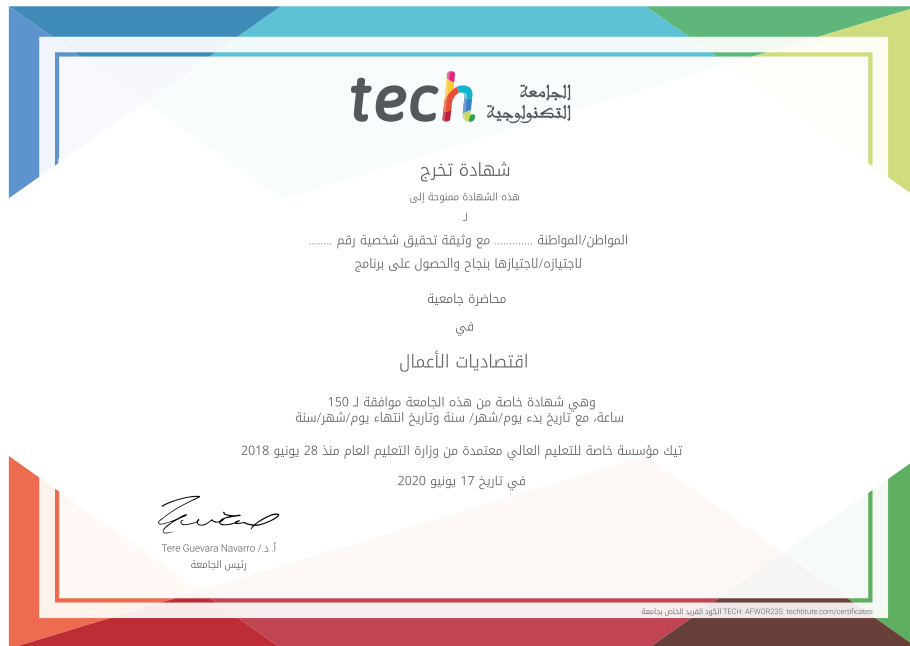 tech الجامعة
التكنولوجية
شهادة تخرج
هذه الشهادة ممنوحة إلى
لـ
المواطن/المواطنة ............. مع وثيقة تحقيق شخصية رقم ........
لاجتيازه/لاجتيازها بنجاح والحصول على برنامج
محاضرة جامعية
في
اقتصاديات الأعمال
وهي شهادة خاصة من هذه الجامعة موافقة لـ 150
ساعة، مع تاريخ بدء يوم/شهر/ سنة وتاريخ انتهاء يوم/شهر/سنة
تيك مؤسسة خاصة للتعليم العالي معتمدة من وزارة التعليم العام منذ 28 يونيو 2018
في تاريخ 17 يونيو 2020
أ. د./ Tere Guevara Navarro
رئيس الجامعة
الكود الفريد الخاص بجامعة TECH: AFWOR23S techtitute.com/certificates